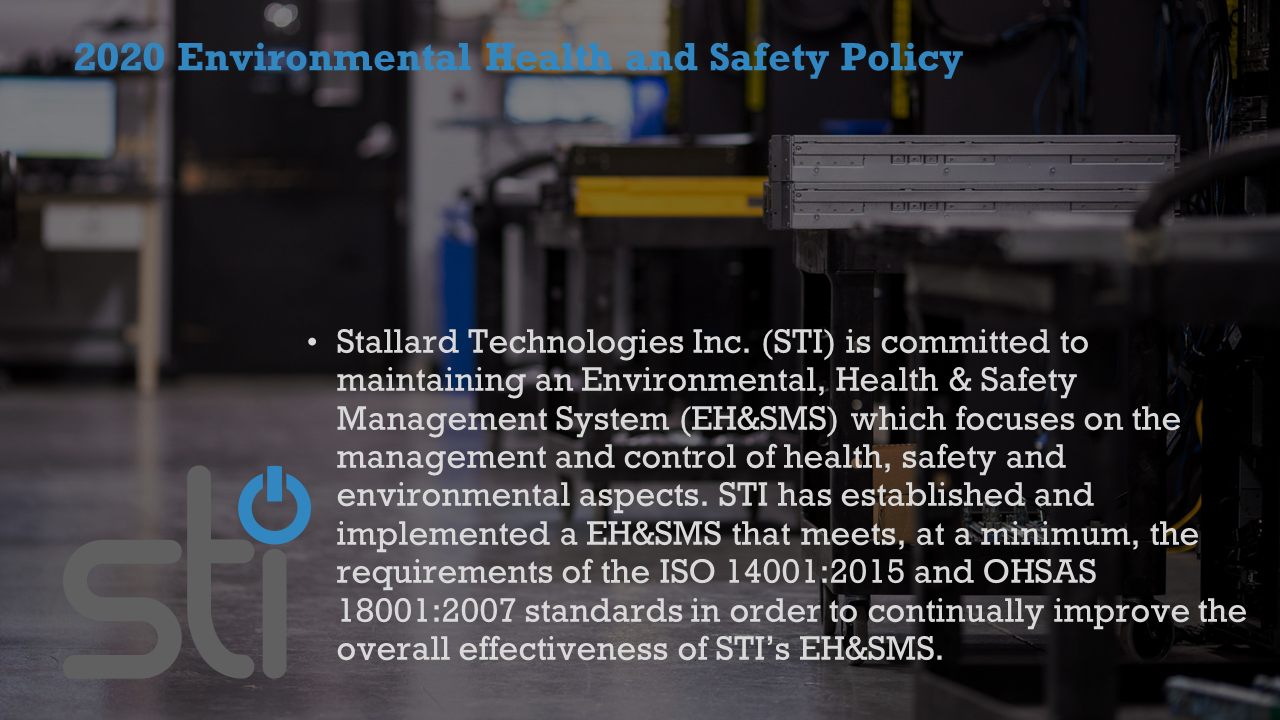 2020 Environmental Health and Safety Policy
• Stallard Technologies Inc. (STI) is committed to
maintaining an Environmental, Health & Safety
Management System (EH&SMS) which focuses on the
management and control of health, safety and
environmental aspects. STI has established and
implemented a EH&SMS that meets, at a minimum, the
requirements of the ISO 14001:2015 and OHSAS
18001:2007 standards in order to continually improve the
overall effectiveness of STI’s EH&SMS.
sti